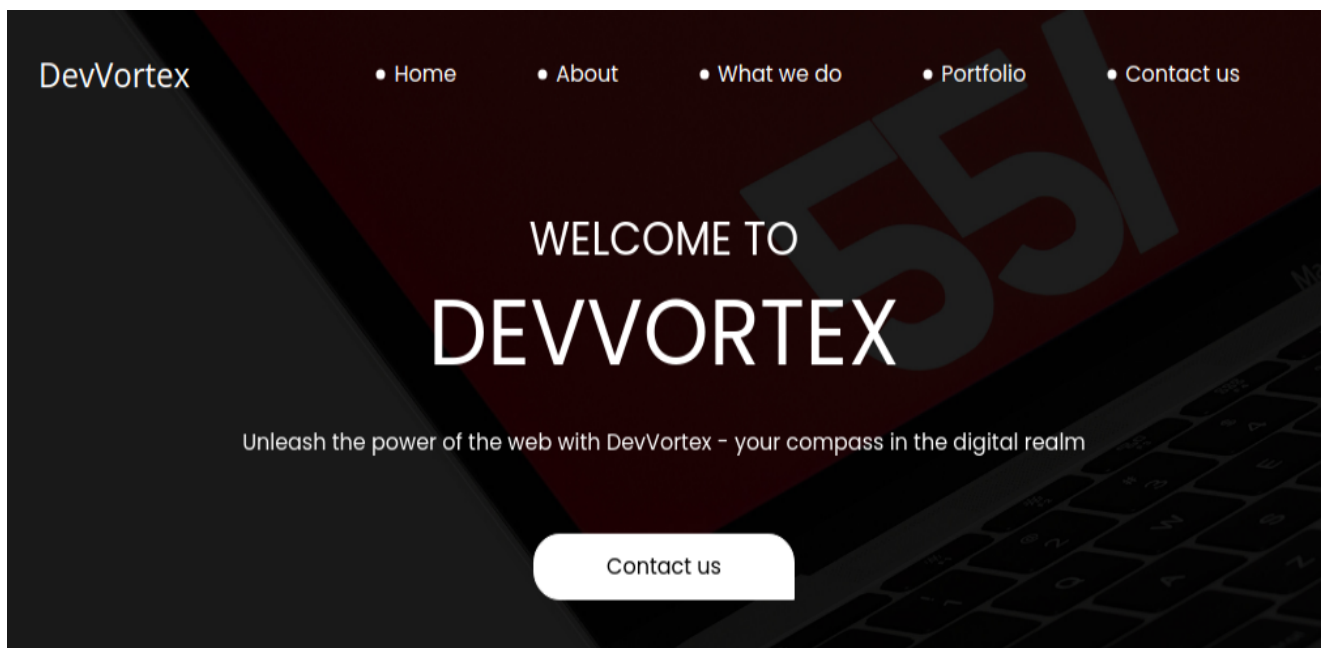 DevVortex
• Home • About • What we do • Portfolio • Contact us
55/
WELCOME TO
DEVVORTEX
Unleash the power of the web with DevVortex - your compass in the digital realm
Contact us